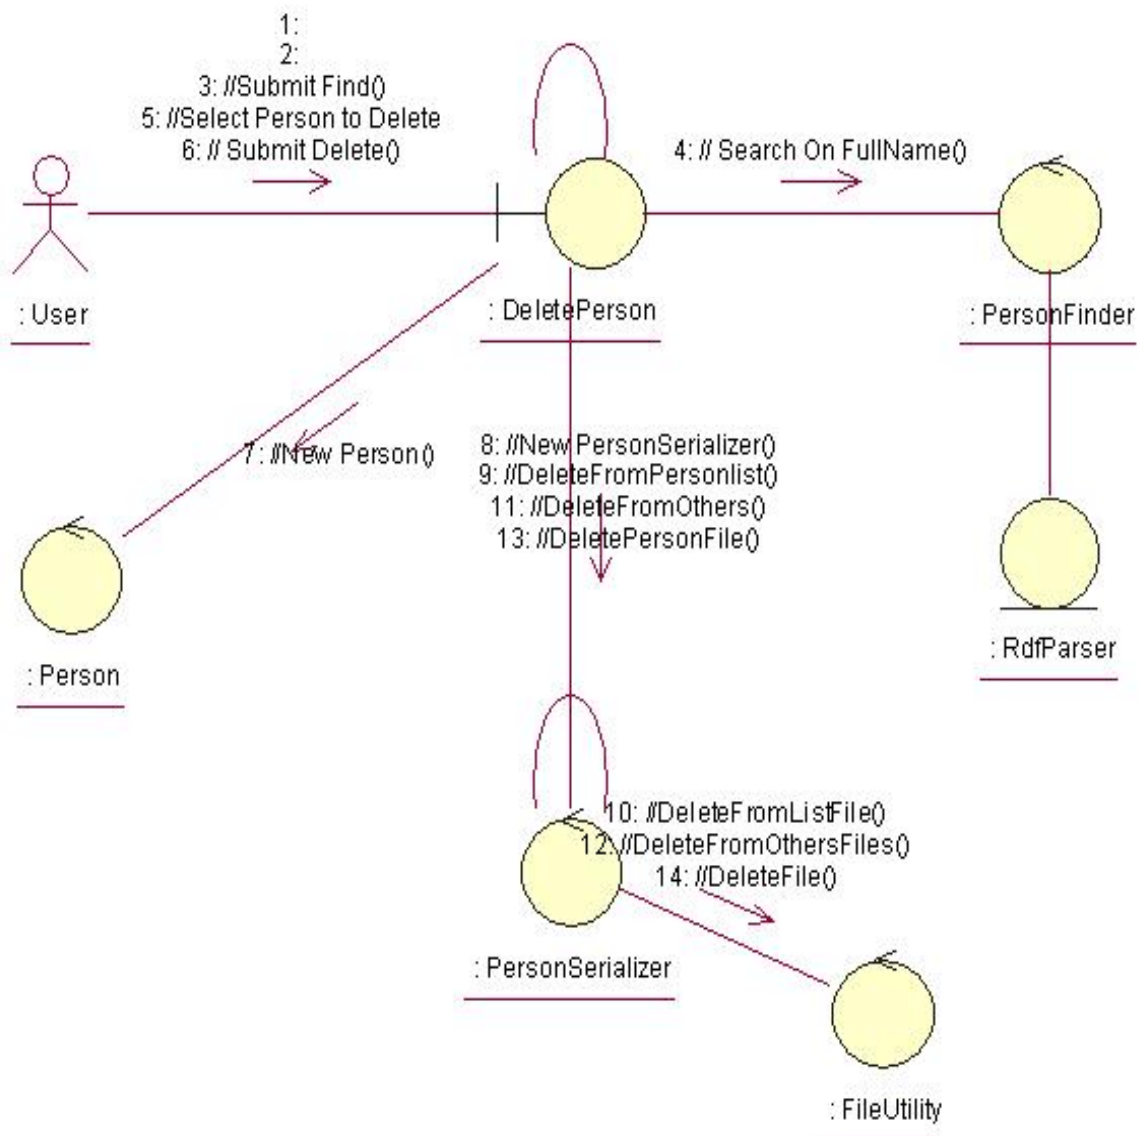 1:
2:
3: //Submit Find()
5: //Select Person to Delete
6: // Submit Delete()
4: // Search On FullName()
: User
: DeletePerson
: PersonFinder
7: //New Person()
8: //New PersonSerializer()
9: //DeleteFromPersonlist()
11: //DeleteFromOthers()
13: //DeletePersonFile()
: Person
: RdfParser
10: //DeleteFromListFile()
12: //DeleteFromOthersFiles()
14: //DeleteFile()
: PersonSerializer
: FileUtility